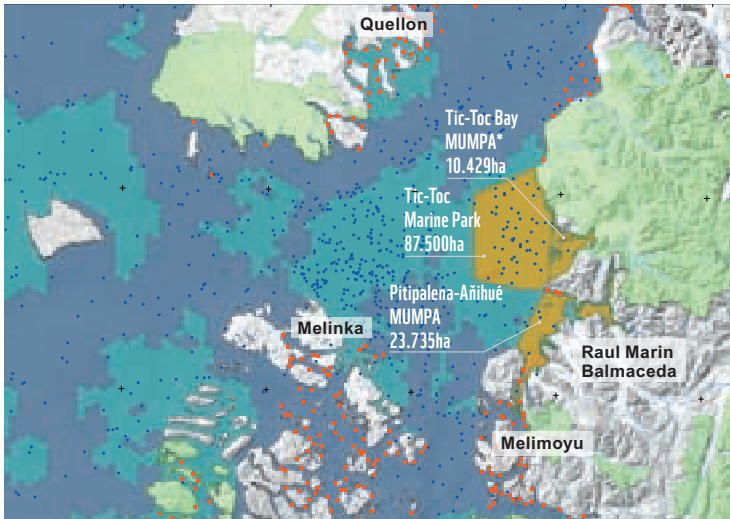 Quellon
Tic-Toc Bay
MUMPA*
10.429ha
Tic-Toc
Marine Park
87.500ha
Pitipalena-Añihué
MUMPA
23.735ha
Melinka
Raul Marin
Balmaceda
Melimoyu